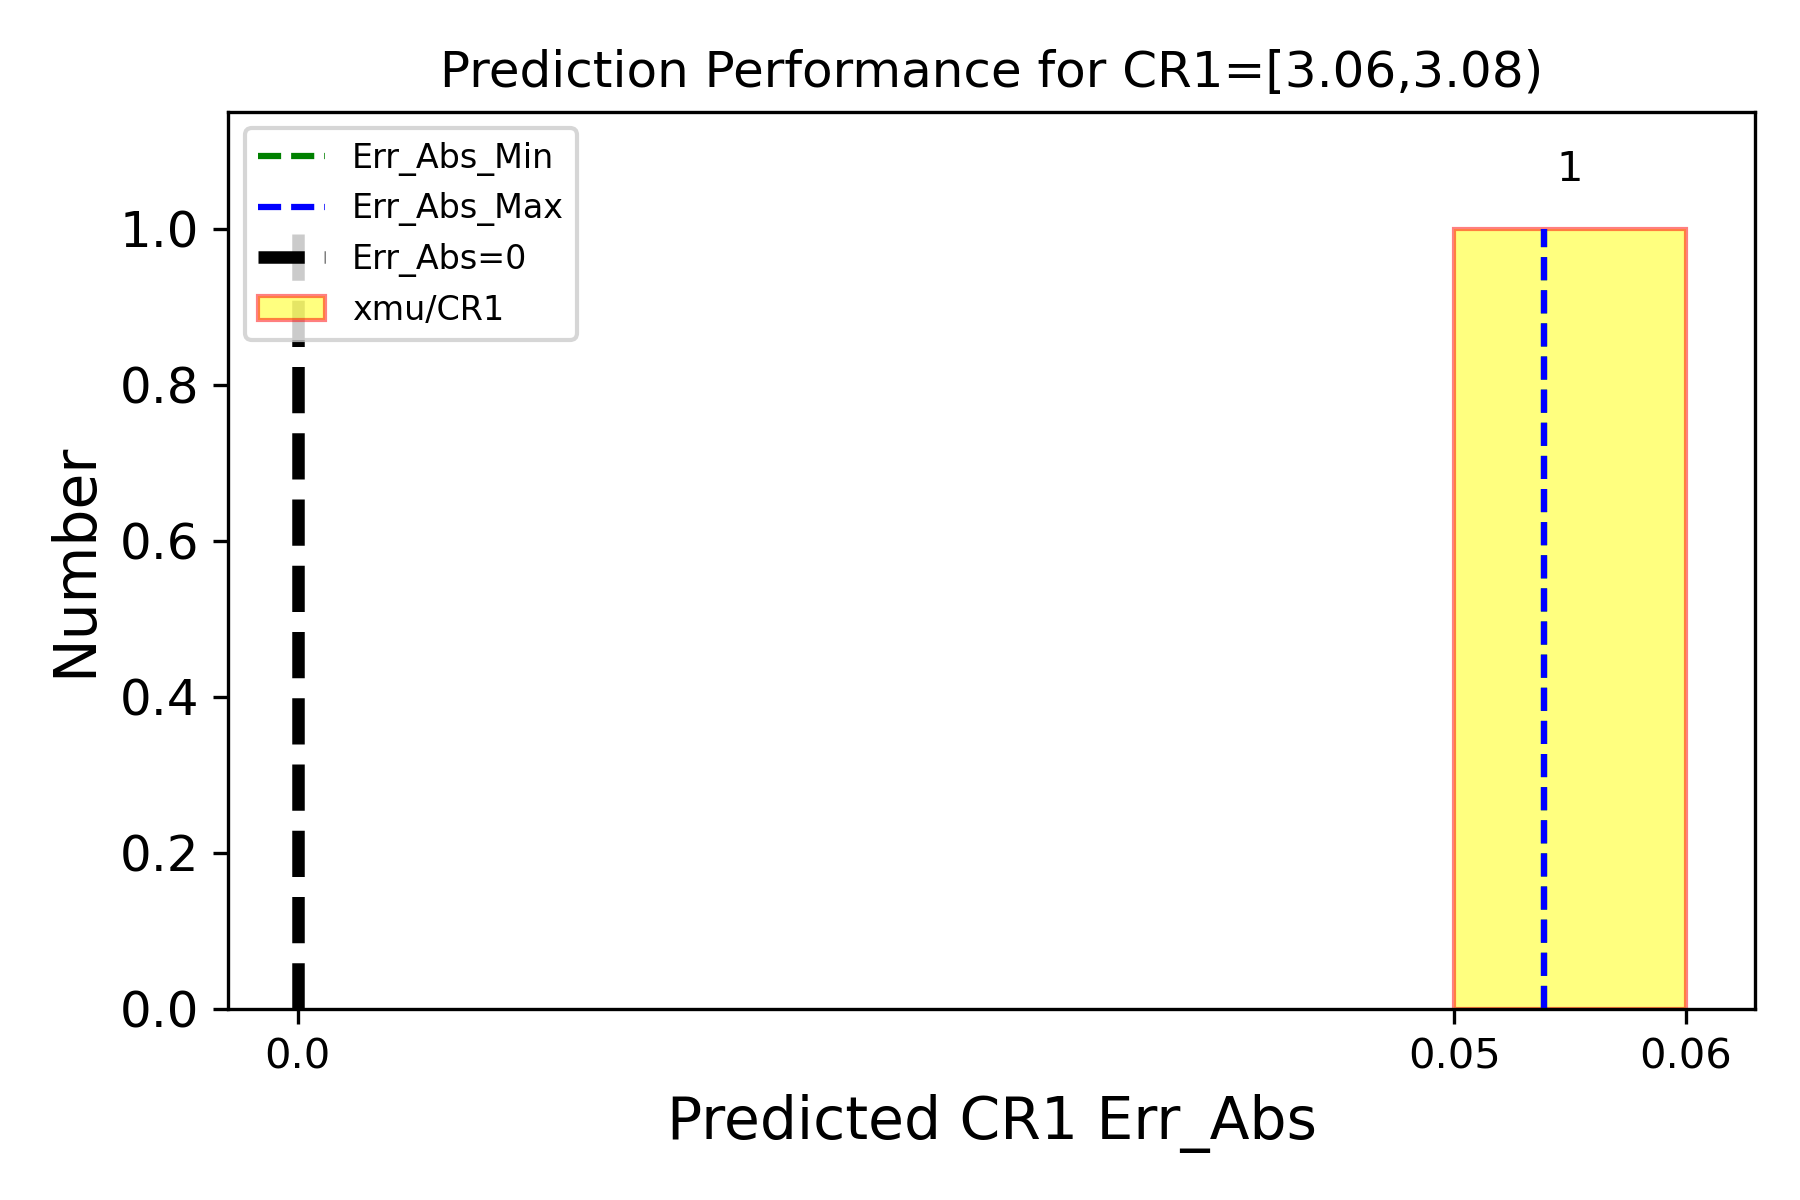 Prediction Performance for CR1=[3.06,3.08)
Err_Abs_Min
Err_Abs_Max
Err_Abs=0
xmu/CR1
1
1.0
0.8
0.6
0.4
0.2
0.0
Number
0.0
0.05
0.06
Predicted CR1 Err_Abs